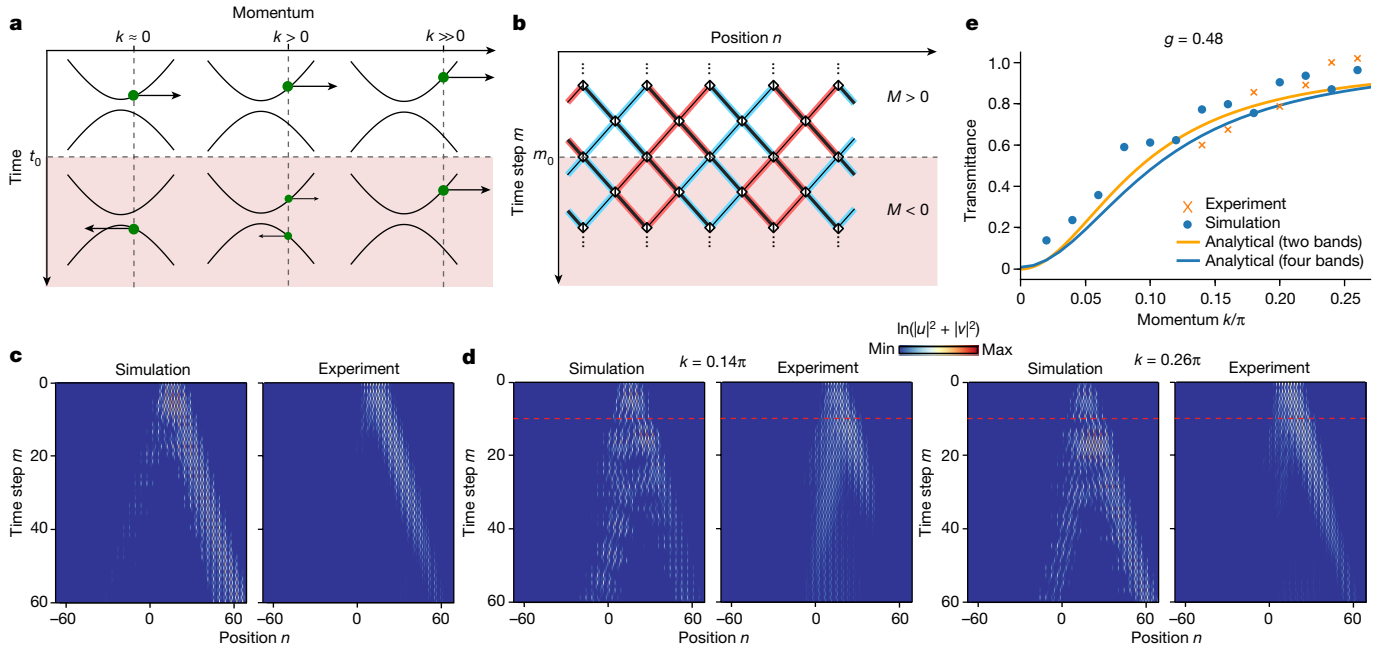 a
Momentum
k ≈ 0
k > 0
k ≫ 0
Time
t0
b
Position n
Time step m
m0
M > 0
M < 0
e
g = 0.48
Transmittance
1.0
0.8
0.6
0.4
0.2
0
Experiment
Simulation
Analytical (two bands)
Analytical (four bands)
0
0.05
0.10
0.15
0.20
0.25
Momentum k/π
ln(|u|² + |v|²)
Min
Max
c
Simulation
Experiment
Time step m
0
20
40
60
−60
0
60
0
60
Position n
d
k = 0.14π
Simulation
Experiment
Time step m
0
20
40
60
−60
0
60
0
60
Position n
k = 0.26π
Simulation
Experiment
Time step m
0
20
40
60
−60
0
60
0
60
Position n